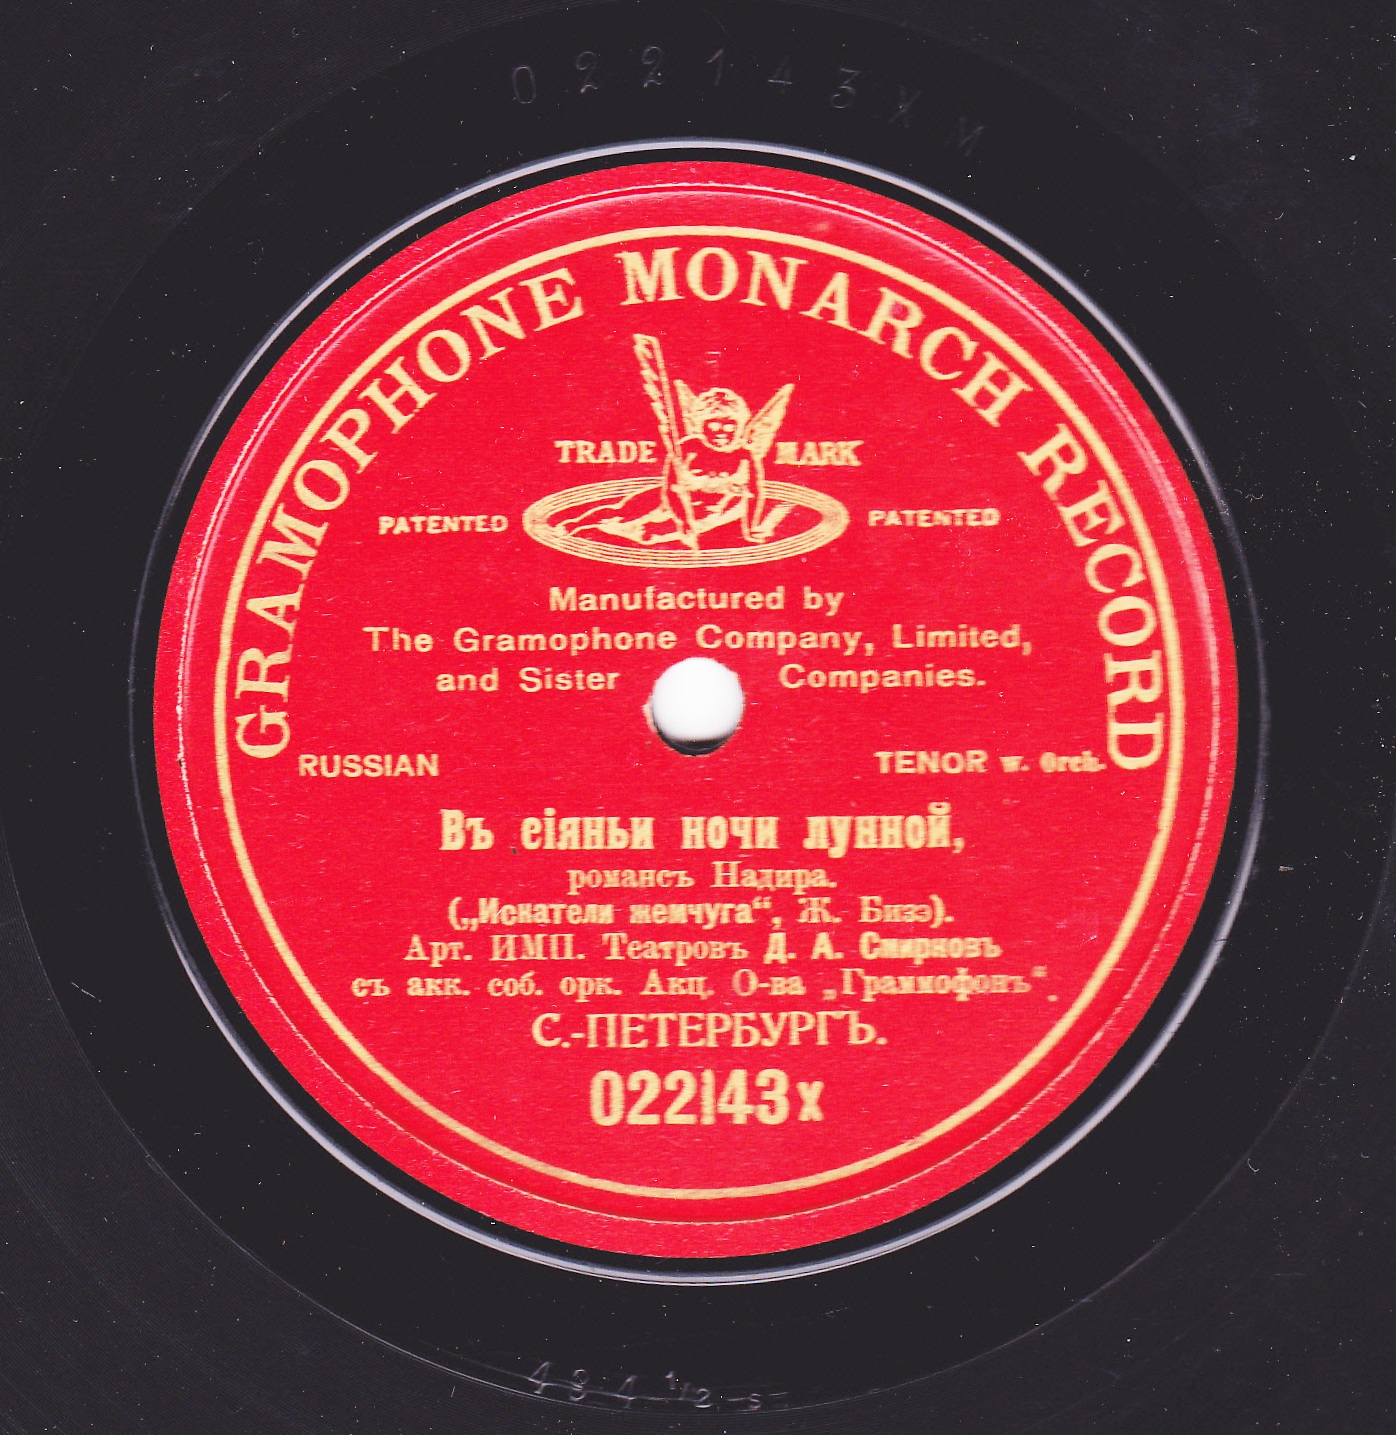 022143XM
GRAMOPHONE MONARCH RECORD
TRADE MARK
PATENTED PATENTED
Manufactured by
The Gramophone Company, Limited,
and Sister Companies.
RUSSIAN TENOR w. Orch.
Въ сіяньи ночи лунной,
романсъ Надира.
(„Искатели жемчуга“, Ж. Бизэ).
Арт. ИМП. Театровъ Д. А. Смирновъ
съ акк. соб. орк. Акц. О-ва „Граммофонъ“.
С.-ПЕТЕРБУРГЪ.
022143x